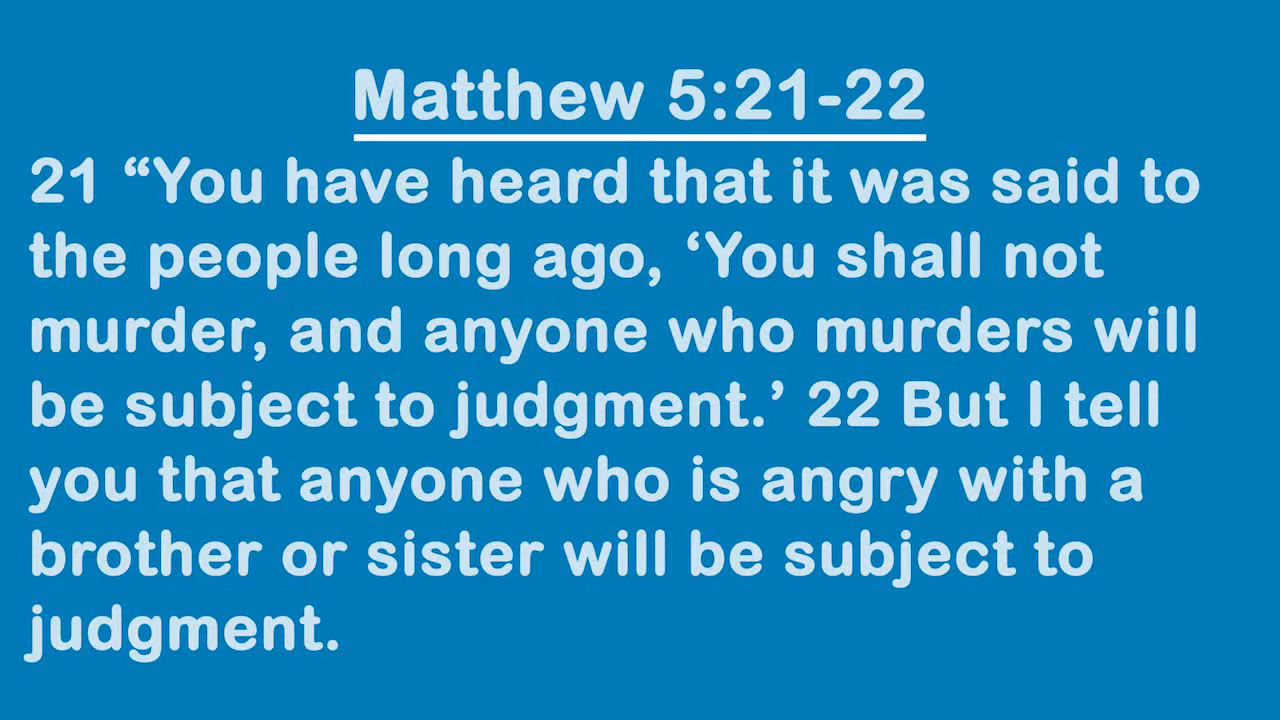 Matthew 5:21-22
21 “You have heard that it was said to
the people long ago, ‘You shall not
murder, and anyone who murders will
be subject to judgment.’ 22 But I tell
you that anyone who is angry with a
brother or sister will be subject to
judgment.